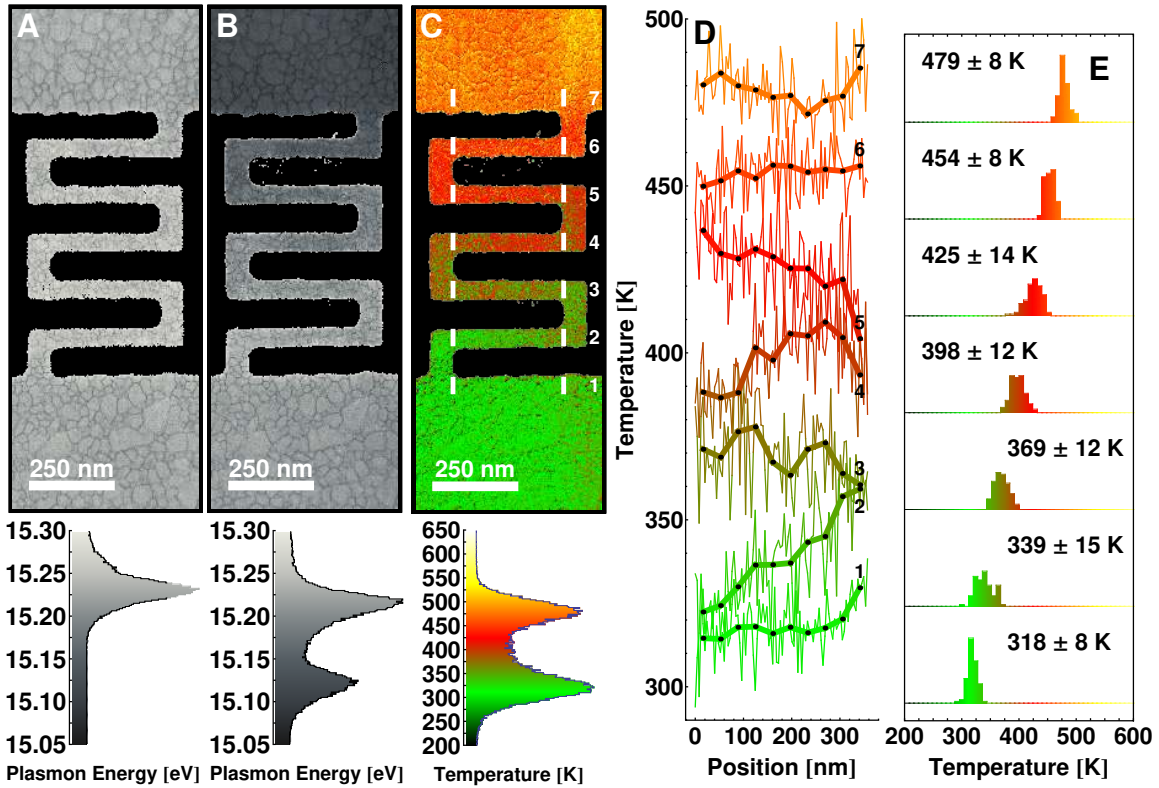 A
B
C
7
6
5
4
3
2
1
250 nm
250 nm
250 nm
15.30
15.25
15.20
15.15
15.10
15.05
Plasmon Energy [eV]
15.30
15.25
15.20
15.15
15.10
15.05
Plasmon Energy [eV]
650
600
550
500
450
400
350
300
250
200
Temperature [K]
D
500
450
400
350
300
Temperature [K]
7
6
5
4
3
2
1
0
100
200
300
Position [nm]
E
479 ± 8 K
454 ± 8 K
425 ± 14 K
398 ± 12 K
369 ± 12 K
339 ± 15 K
318 ± 8 K
200 300 400 500 600
Temperature [K]